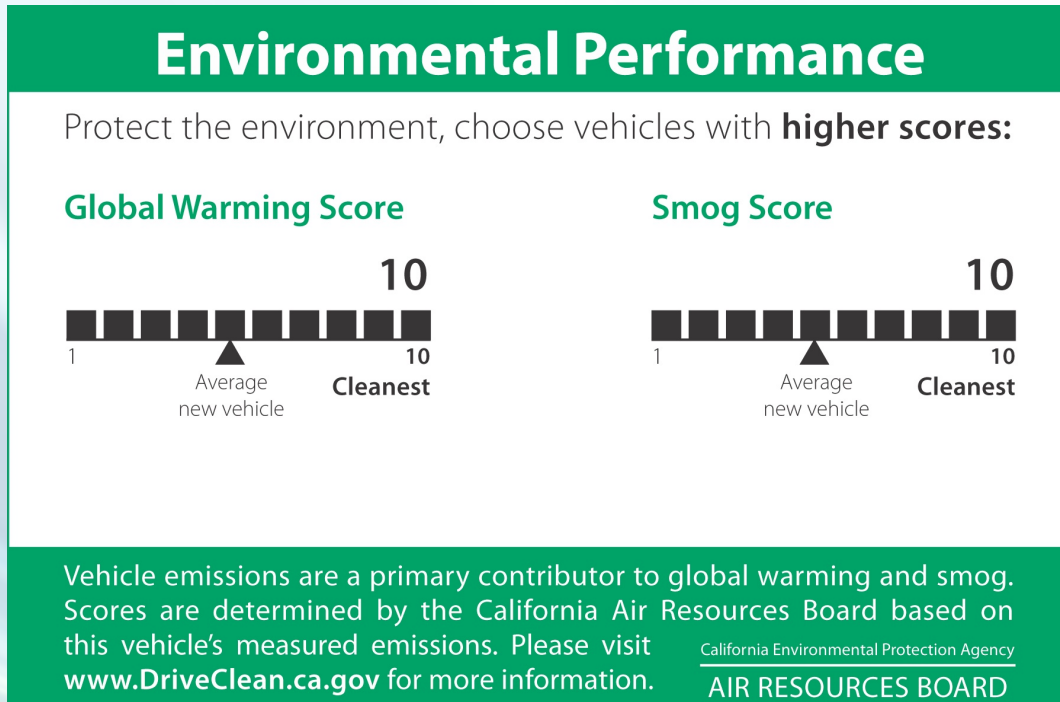 Environmental Performance
Protect the environment, choose vehicles with higher scores:
Global Warming Score
10
1
10
Average
new vehicle
Cleanest
Smog Score
10
1
10
Average
new vehicle
Cleanest
Vehicle emissions are a primary contributor to global warming and smog.
Scores are determined by the California Air Resources Board based on
this vehicle's measured emissions. Please visit
www.DriveClean.ca.gov for more information.
California Environmental Protection Agency
AIR RESOURCES BOARD